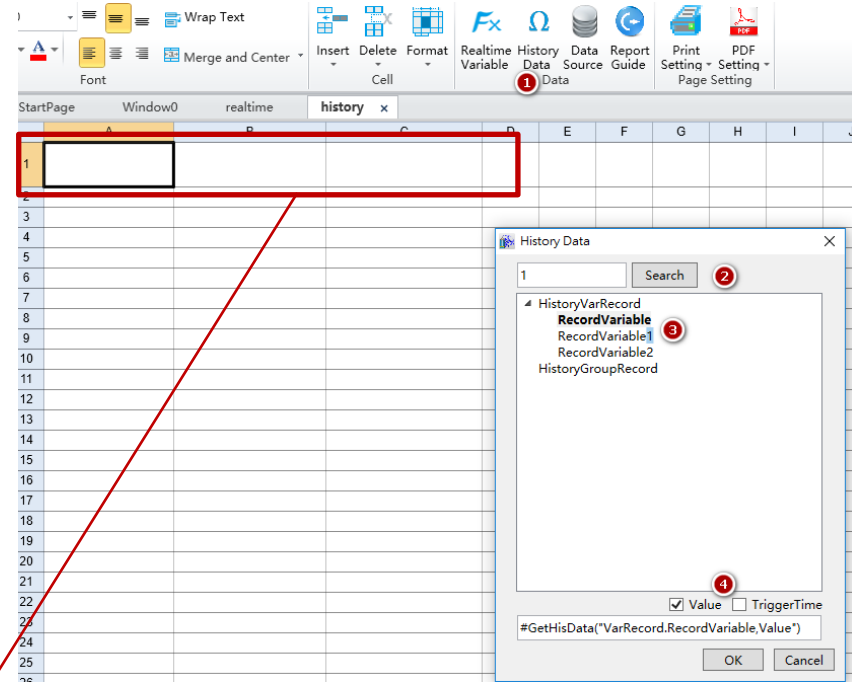 Wrap Text
Merge and Center
Font
Insert Delete Format
Cell
Realtime Variable
History Data
Data Source
Report Guide
Data
1
Print Setting
PDF
PDF Setting
Page Setting
StartPage Window0 realtime history x
A B C D E F G H I
1
2
3
4
5
6
7
8
9
10
11
12
13
14
15
16
17
18
19
20
21
22
23
24
25
26
History Data
1 Search 2
HistoryVarRecord
RecordVariable
RecordVariable1 3
RecordVariable2
HistoryGroupRecord
4
Value TriggerTime
#GetHisData("VarRecord.RecordVariable,Value")
OK Cancel